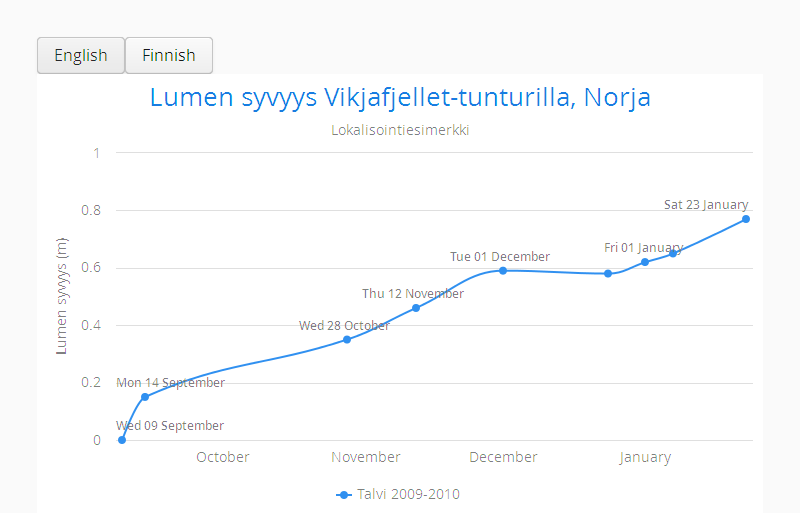 English Finnish
Lumen syvyys Vikjafjellet-tunturilla, Norja
Lokalisointiesimerkki
1
Sat 23 January
0.8
Fri 01 January
Tue 01 December
0.6
Thu 12 November
Wed 28 October
0.4
Mon 14 September
0.2
Wed 09 September
0
Lumen syvyys (m)
October November December January
Talvi 2009-2010